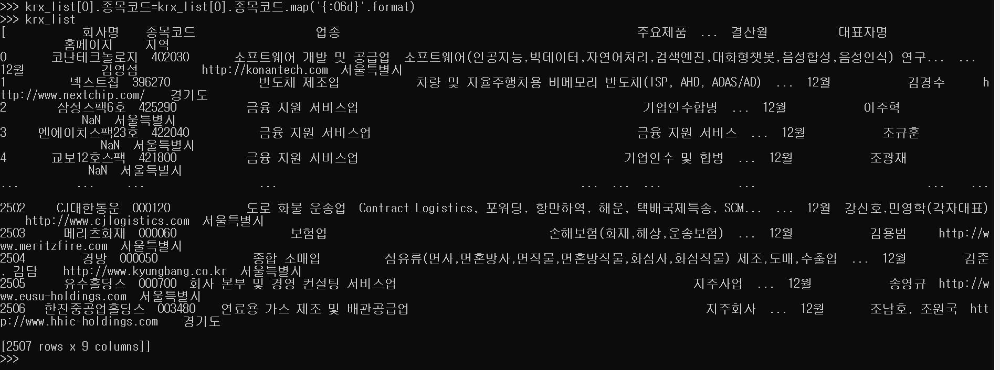 >>> krx_list[0].종목코드=krx_list[0].종목코드.map('{:06d}'.format)
>>> krx_list
[ 회사명 종목코드 업종 주요제품 ... 결산월 대표자명
홈페이지 지역
0 코난테크놀로지 402030 소프트웨어 개발 및 공급업 소프트웨어(인공지능,빅데이터,자연어처리,검색엔진,대화형챗봇,음성합성,음성인식) 연구... ...
12월 김영섬 http://konantech.com 서울특별시
1 넥스트칩 396270 반도체 제조업 차량 및 자율주행차용 비메모리 반도체(ISP, AHD, ADAS/AD) ... 12월 김경수 h
ttp://www.nextchip.com/ 경기도
2 삼성스팩6호 425290 금융 지원 서비스업 기업인수합병 ... 12월 이주혁
NaN 서울특별시
3 엔에이치스팩23호 422040 금융 지원 서비스업 금융 지원 서비스 ... 12월 조규훈
NaN 서울특별시
4 교보12호스팩 421800 금융 지원 서비스업 기업인수 및 합병 ... 12월 조광재
NaN 서울특별시
... ... ... ... ... ... ... ... ... ...
2502 CJ대한통운 000120 도로 화물 운송업 Contract Logistics, 포워딩, 항만하역, 해운, 택배국제특송, SCM... ... 12월 강신호,민영학(각자대표)
http://www.cjlogistics.com 서울특별시
2503 메리츠화재 000060 보험업 손해보험(화재,해상,운송보험) ... 12월 김용범 http://w
ww.meritzfire.com 서울특별시
2504 경방 000050 종합 소매업 섬유류(면사,면혼방사,면직물,면혼방직물,화섬사,화섬직물) 제조,도매,수출입 ... 12월 김준
, 김담 http://www.kyungbang.co.kr 서울특별시
2505 유수홀딩스 000700 회사 본부 및 경영 컨설팅 서비스업 지주사업 ... 12월 송영규 http://w
ww.eusu-holdings.com 서울특별시
2506 한진중공업홀딩스 003480 연료용 가스 제조 및 배관공급업 지주회사 ... 12월 조남호, 조원국 htt
p://www.hhic-holdings.com 경기도
[2507 rows x 9 columns]]
>>>